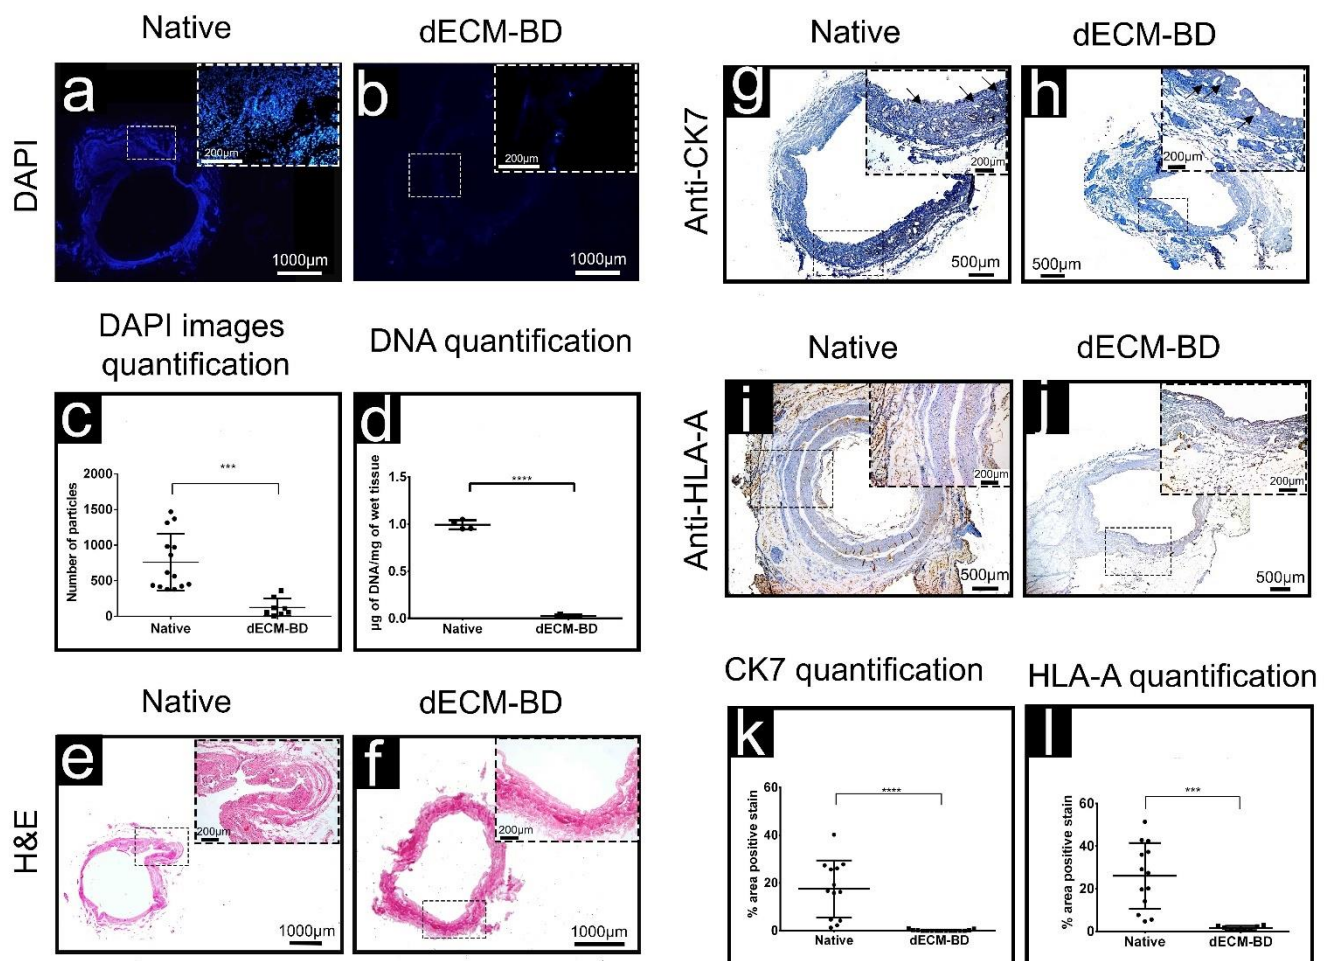 Native
dECM-BD
DAPI
a
200µm
1000µm
b
200µm
1000µm
DAPI images
quantification
DNA quantification
c
Number of particles
2000
1500
1000
500
0
***
Native
dECM-BD
d
µg of DNA/mg of wet tissue
1.5
1.0
0.5
0.0
****
Native
dECM-BD
Native
dECM-BD
H&E
e
200µm
1000µm
f
200µm
1000µm
Native
dECM-BD
Anti-CK7
g
200µm
500µm
h
200µm
500µm
Native
dECM-BD
Anti-HLA-A
i
200µm
500µm
j
200µm
500µm
CK7 quantification
HLA-A quantification
k
% area positive stain
60
40
20
0
****
Native
dECM-BD
l
% area positive stain
60
40
20
0
***
Native
dECM-BD